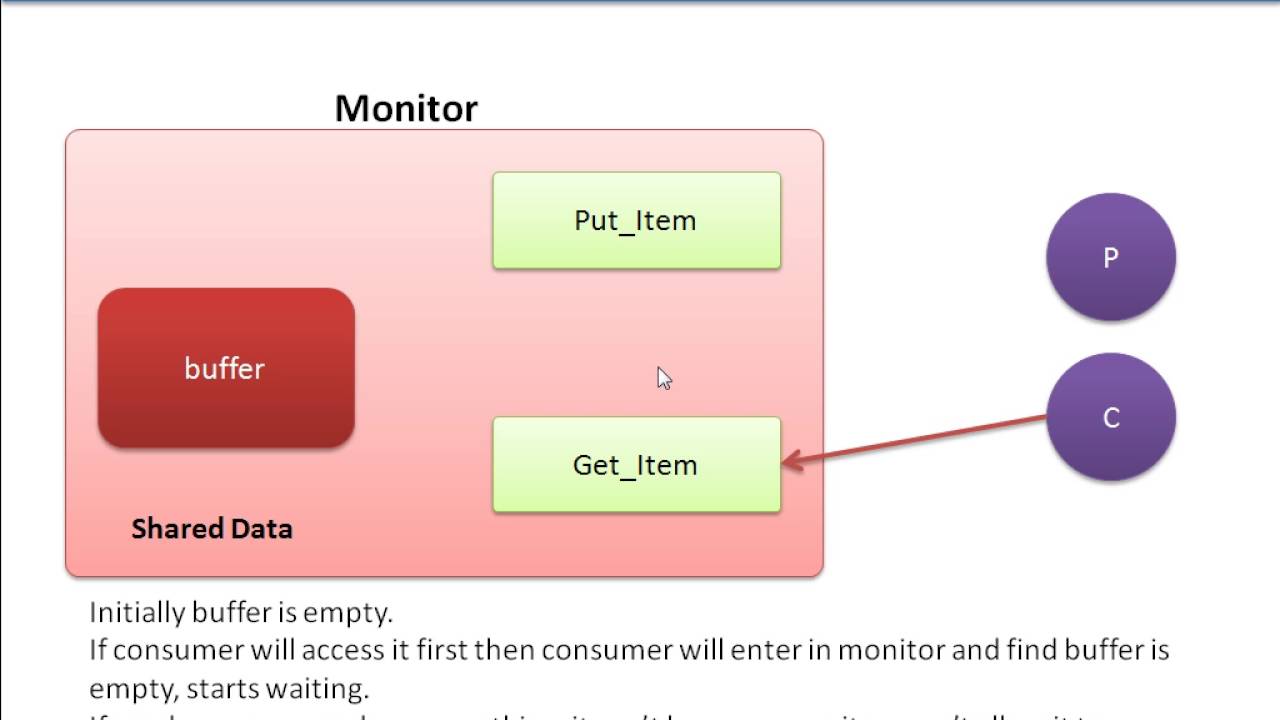 Monitor
Put_Item
P
buffer
C
Get_Item
Shared Data
Initially buffer is empty.
If consumer will access it first then consumer will enter in monitor and find buffer is
empty, starts waiting.